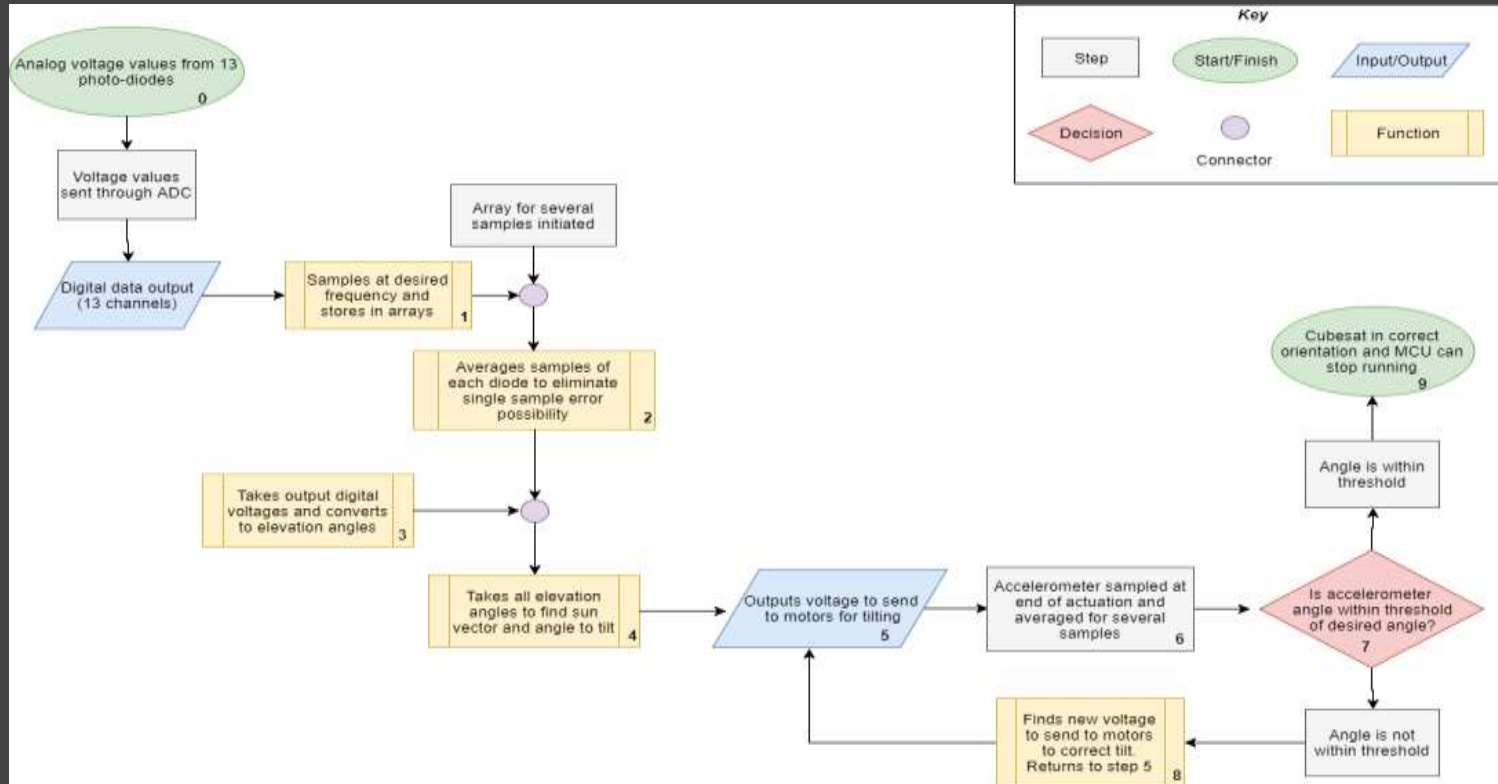 Analog voltage values from 13
photo-diodes
0
Voltage values
sent through ADC
Digital data output
(13 channels)
Samples at desired
frequency and
stores in arrays
1
Array for several
samples initiated
Averages samples of
each diode to eliminate
single sample error
possibility
2
Takes output digital
voltages and converts
to elevation angles
3
Takes all elevation
angles to find sun
vector and angle to tilt
4
Outputs voltage to send
to motors for tilting
5
Accelerometer sampled at
end of actuation and
averaged for several
samples
6
Is accelerometer
angle within threshold
of desired angle?
7
Angle is within
threshold
Cubesat in correct
orientation and MCU can
stop running
9
Angle is not
within threshold
Finds new voltage
to send to motors
to correct tilt.
Returns to step 5
8
Key
Step
Start/Finish
Input/Output
Decision
Connector
Function